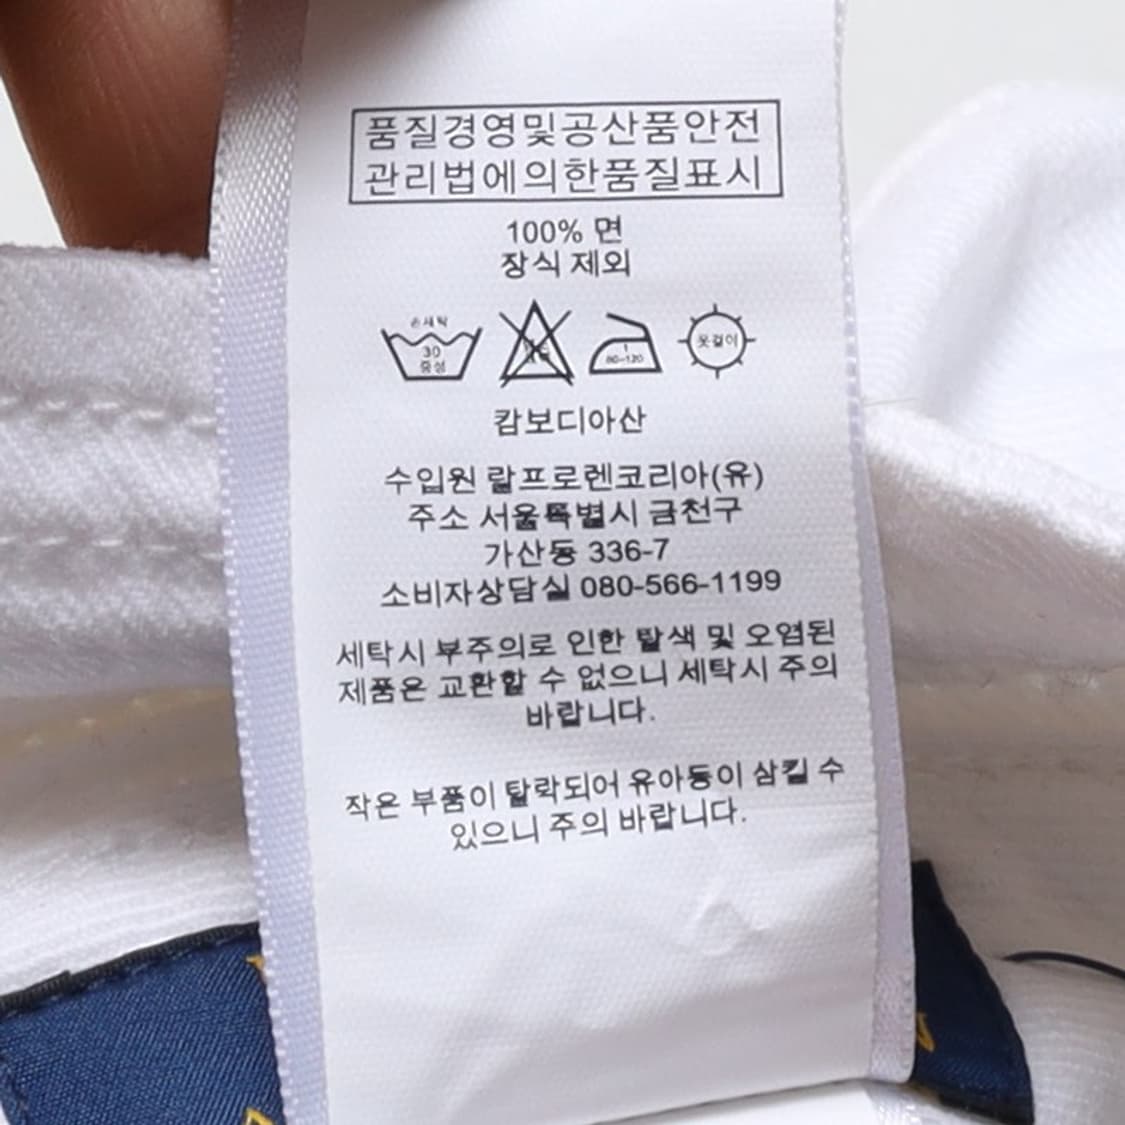 품질경영및공산품안전
관리법에의한품질표시
100% 면
장식 제외
손세탁
30
중성
옷걸이
1
80-120
캄보디아산
수입원 랄프로렌코리아(유)
주소 서울특별시 금천구
가산동 336-7
소비자상담실 080-566-1199
세탁시 부주의로 인한 탈색 및 오염된
제품은 교환할 수 없으니 세탁시 주의
바랍니다.
작은 부품이 탈락되어 유아등이 삼킬 수
있으니 주의 바랍니다.